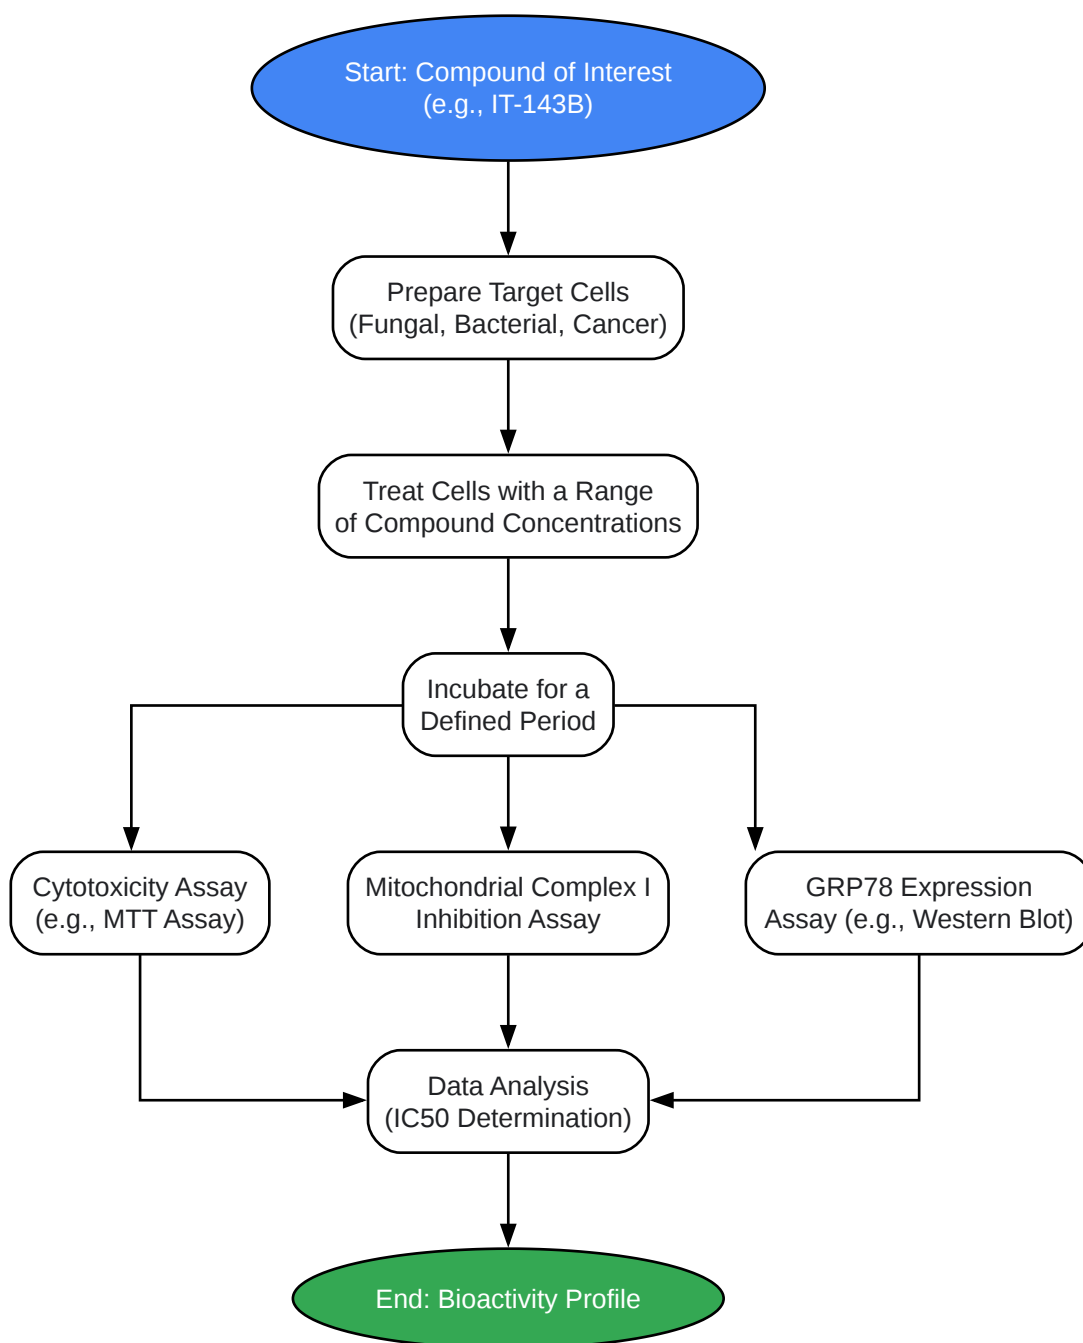 Start: Compound of Interest
(e.g., IT-143B)
Prepare Target Cells
(Fungal, Bacterial, Cancer)
Treat Cells with a Range
of Compound Concentrations
Incubate for a
Defined Period
Cytotoxicity Assay
(e.g., MTT Assay)
Mitochondrial Complex I
Inhibition Assay
GRP78 Expression
Assay (e.g., Western Blot)
Data Analysis
(IC50 Determination)
End: Bioactivity Profile